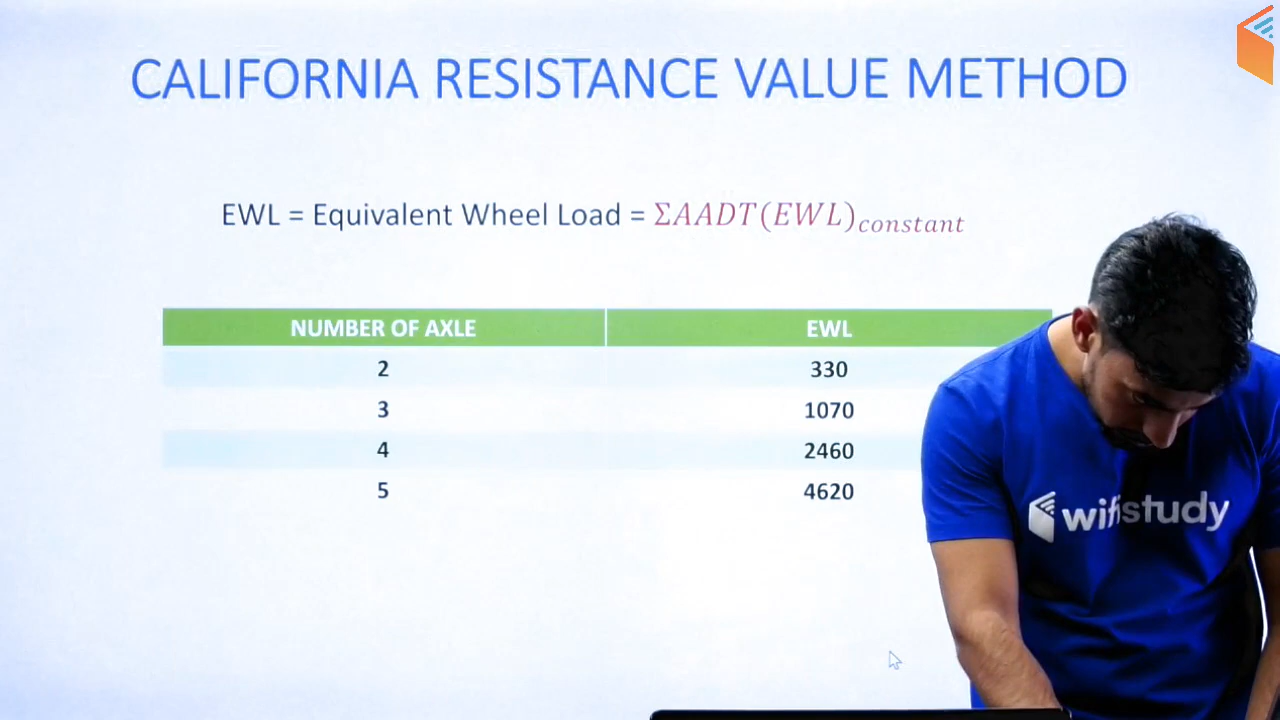 CALIFORNIA RESISTANCE VALUE METHOD
EWL = Equivalent Wheel Load = ΣAADT(EWL)constant
NUMBER OF AXLE EWL
2 330
3 1070
4 2460
5 4620
wifistudy